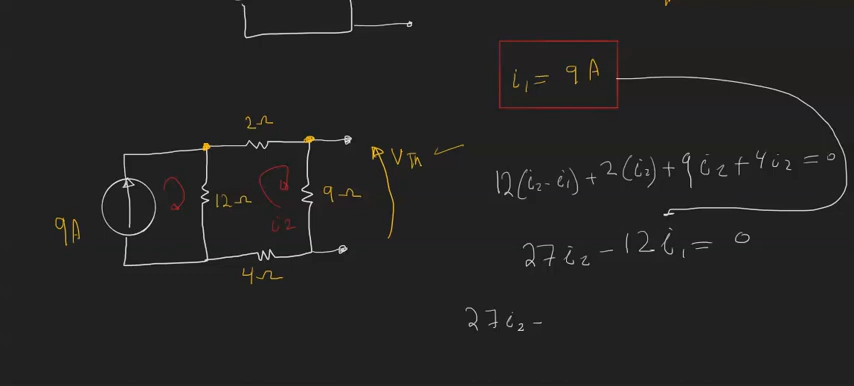 i₁ = 9A
2Ω
V Th
12(i₂-i₁)+2(i₂)+9i₂+4i₂=0
12Ω
9Ω
i2
9A
27i₂-12i₁=0
4Ω
27i₂-